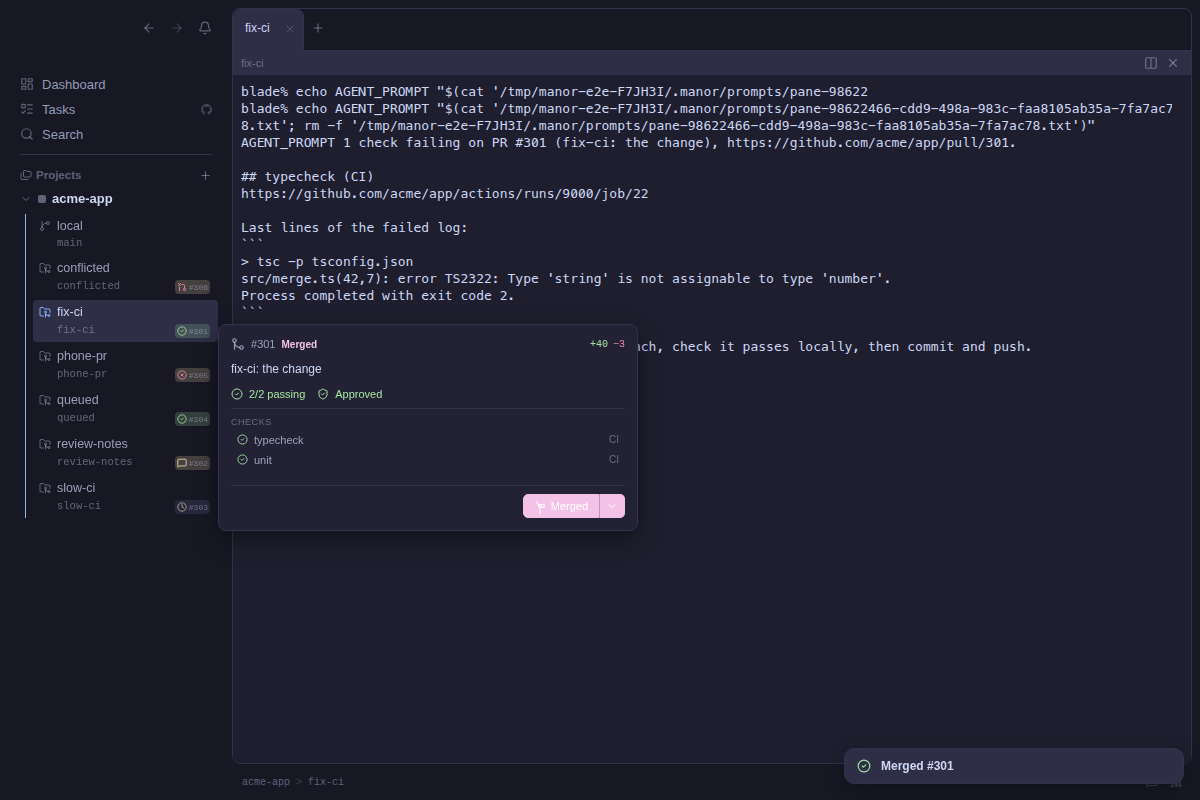 fix-ci
Dashboard
Tasks
Search
Projects
acme-app
local
main
conflicted
conflicted
#306
fix-ci
fix-ci
#301
phone-pr
phone-pr
#305
queued
queued
#304
review-notes
review-notes
#302
slow-ci
slow-ci
#303
fix-ci
blade% echo AGENT_PROMPT "$(cat '/tmp/manor-e2e-F7JH3I/.manor/prompts/pane-98622
blade% echo AGENT_PROMPT "$(cat '/tmp/manor-e2e-F7JH3I/.manor/prompts/pane-98622466-cdd9-498a-983c-faa8105ab35a-7fa7ac7
8.txt'; rm -f '/tmp/manor-e2e-F7JH3I/.manor/prompts/pane-98622466-cdd9-498a-983c-faa8105ab35a-7fa7ac78.txt')"
AGENT_PROMPT 1 check failing on PR #301 (fix-ci: the change), https://github.com/acme/app/pull/301.
## typecheck (CI)
https://github.com/acme/app/actions/runs/9000/job/22
Last lines of the failed log:
```
> tsc -p tsconfig.json
src/merge.ts(42,7): error TS2322: Type 'string' is not assignable to type 'number'.
Process completed with exit code 2.
```
check it passes locally, then commit and push.
#301 Merged +40 −3
fix-ci: the change
2/2 passing Approved
CHECKS
typecheck CI
unit CI
Merged
Merged #301
acme-app > fix-ci